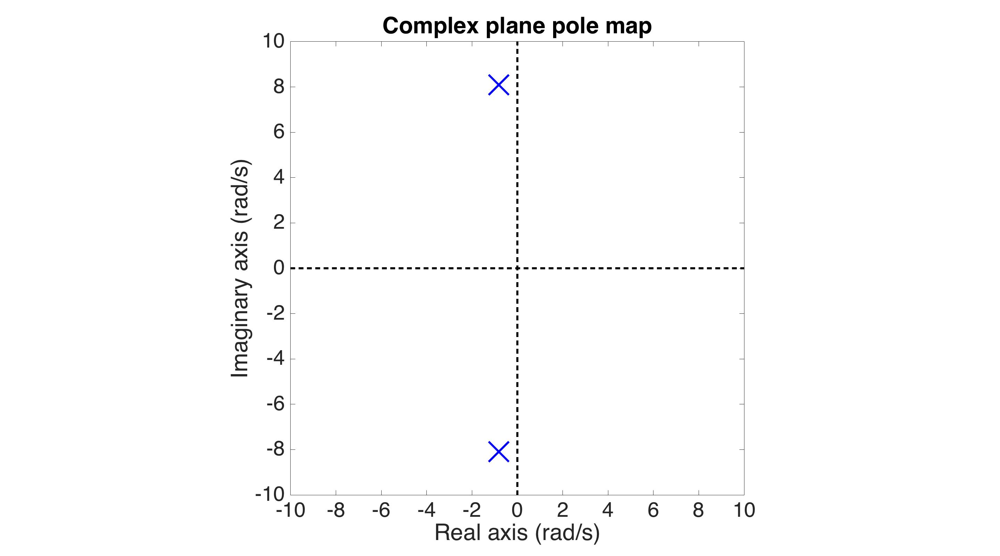 Complex plane pole map
10
8
6
4
2
0
-2
-4
-6
-8
-10
Imaginary axis (rad/s)
-10 -8 -6 -4 -2 0 2 4 6 8 10
Real axis (rad/s)